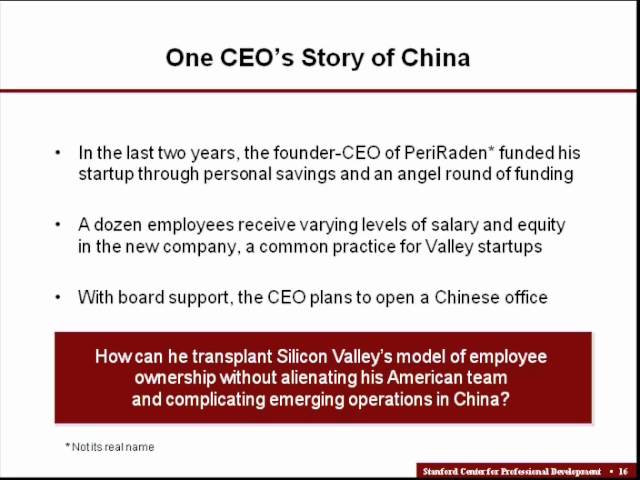 One CEO's Story of China
• In the last two years, the founder-CEO of PeriRaden* funded his
startup through personal savings and an angel round of funding
• A dozen employees receive varying levels of salary and equity
in the new company, a common practice for Valley startups
• With board support, the CEO plans to open a Chinese office
How can he transplant Silicon Valley's model of employee
ownership without alienating his American team
and complicating emerging operations in China?
* Not its real name
Stanford Center for Professional Development • 16